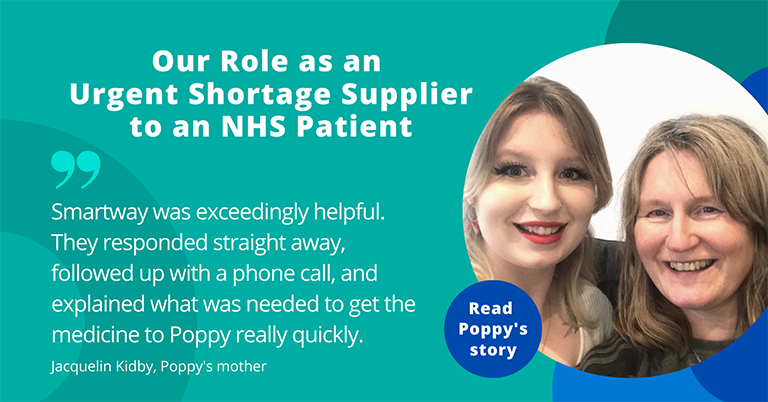 Our Role as an
Urgent Shortage Supplier
to an NHS Patient
”
Smartway was exceedingly helpful.
They responded straight away,
followed up with a phone call, and
explained what was needed to get the
medicine to Poppy really quickly.
Jacquelin Kidby, Poppy's mother
Read
Poppy's
story